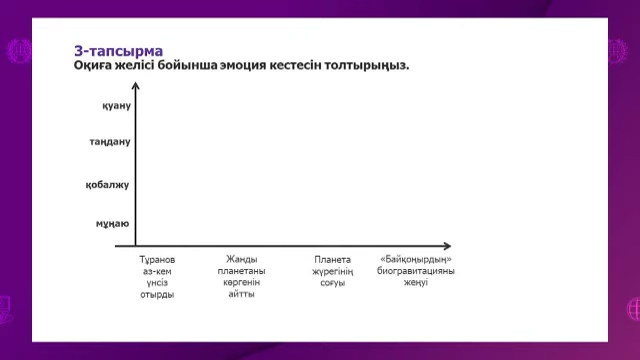 3-тапсырма
Оқиға желісі бойынша эмоция кестесін толтырыңыз.
қуану
таңдану
қобалжу
мұңаю
Тұранов
аз-кем
үнсіз
отырды
Жанды
планетаны
көргенін
айтты
Планета
жүрегінің
соғуы
«Байқоңырдың»
биогравитацияны
жеңуі